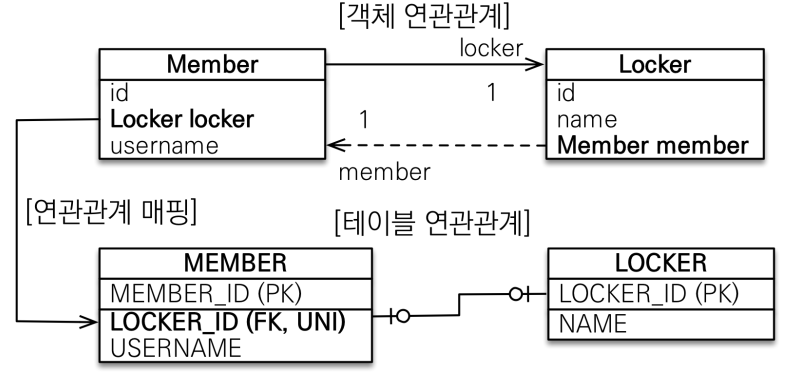 [객체 연관관계]
locker
Member
Locker
id
Locker locker
username
1
1
id
name
Member member
member
[연관관계 매핑]
[테이블 연관관계]
MEMBER
MEMBER_ID (PK)
LOCKER_ID (FK, UNI)
USERNAME
LOCKER
LOCKER_ID (PK)
NAME